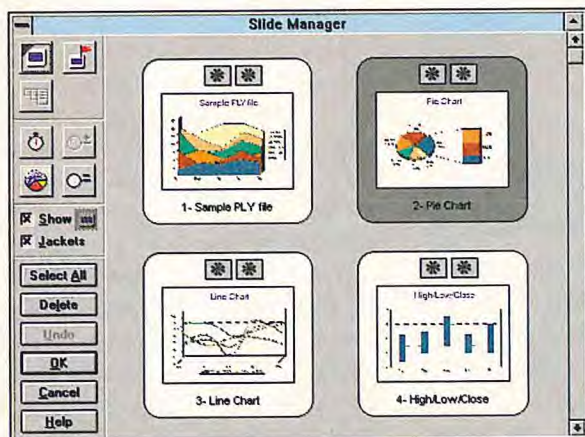 Slide Manager
Show
Jackets
Select All
Delete
Undo
OK
Cancel
Help
Sample PLY file
1- Sample PLY file
Pie Chart
2- Pie Chart
Line Chart
3- Line Chart
High/Low/Close
4- High/Low/Close